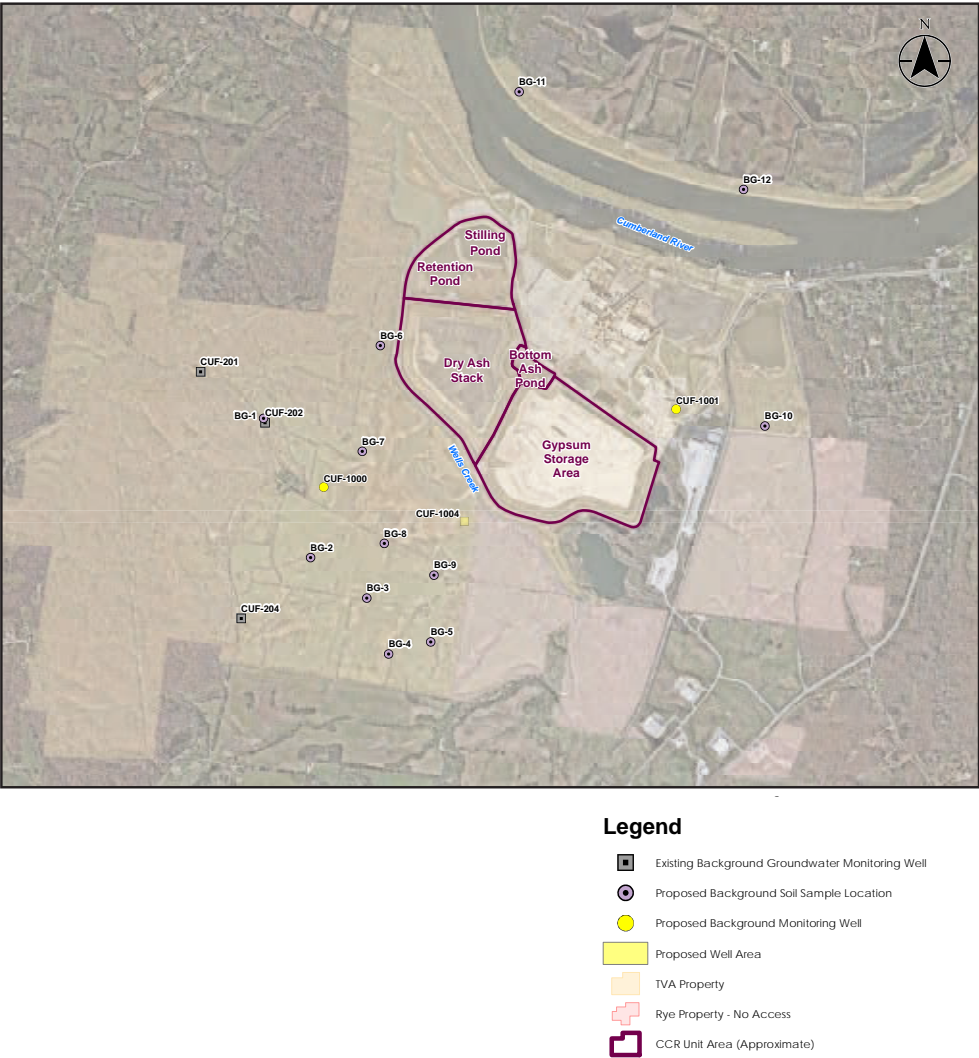 N
BG-11
BG-12
Cumberland River
Stilling
Pond
Retention
Pond
BG-6
Bottom
Ash
Pond
Dry Ash
Stack
CUF-201
CUF-1001
BG-1
CUF-202
BG-10
BG-7
Gypsum
Storage
Area
Wells Creek
CUF-1000
CUF-1004
BG-8
BG-2
BG-9
BG-3
CUF-204
BG-5
BG-4
Legend
Existing Background Groundwater Monitoring Well
Proposed Background Soil Sample Location
Proposed Background Monitoring Well
Proposed Well Area
TVA Property
Rye Property - No Access
CCR Unit Area (Approximate)